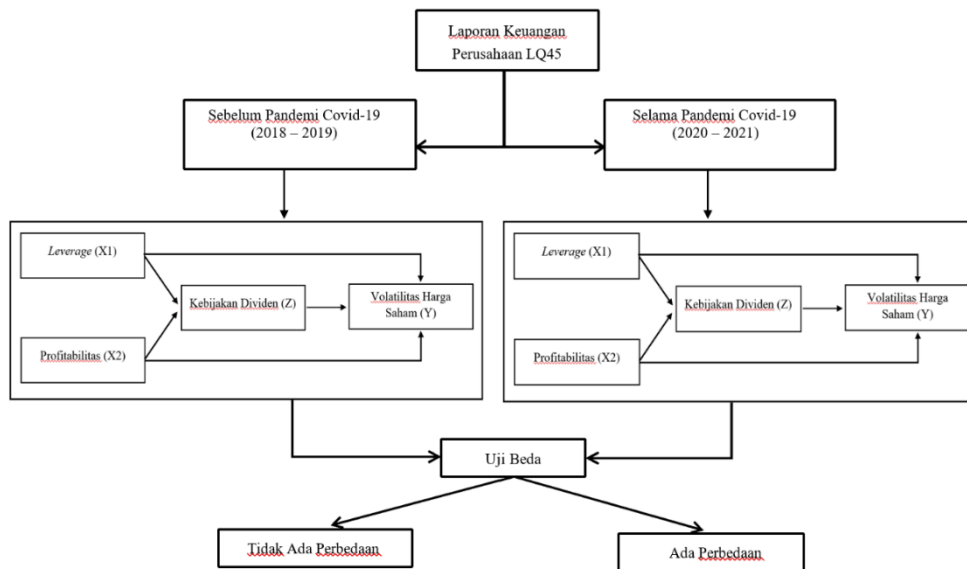 Laporan Keuangan
Perusahaan LQ45
Sebelum Pandemi Covid-19
(2018 – 2019)
Selama Pandemi Covid-19
(2020 – 2021)
Leverage (X1)
Kebijakan Dividen (Z)
Volatilitas Harga
Saham (Y)
Profitabilitas (X2)
Leverage (X1)
Kebijakan Dividen (Z)
Volatilitas Harga
Saham (Y)
Profitabilitas (X2)
Uji Beda
Tidak Ada Perbedaan
Ada Perbedaan